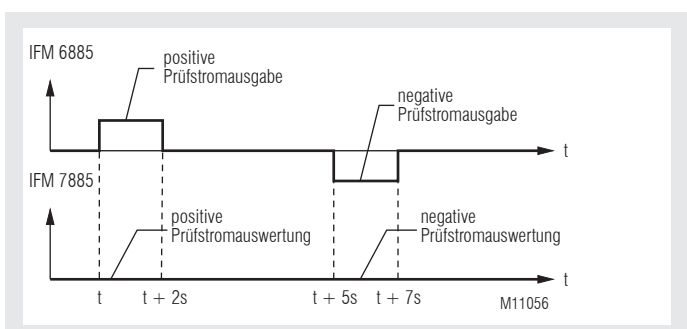 IFM 6885
positive
Prüfstromausgabe
negative
Prüfstromausgabe
t
IFM 7885
positive
Prüfstromauswertung
negative
Prüfstromauswertung
t
t
t + 2s
t + 5s
t + 7s
M11056